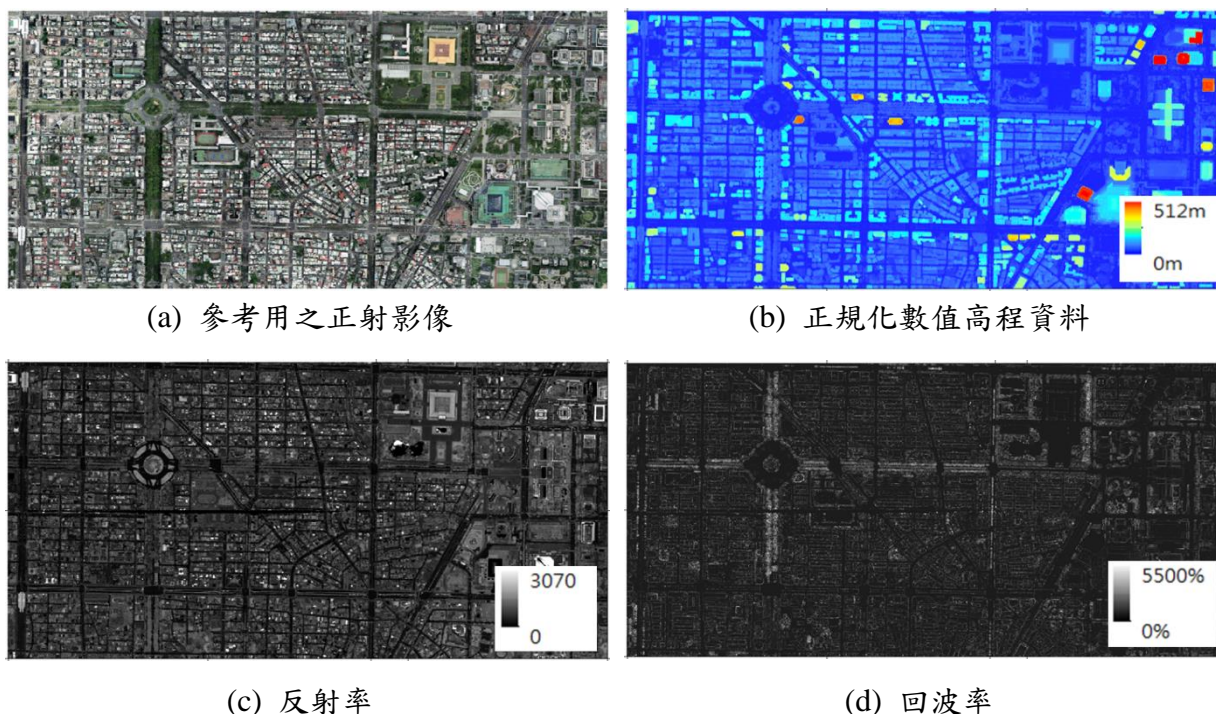 512m
0m
(a) 參考用之正射影像
(b) 正規化數值高程資料
3070
0
5500%
0%
(c) 反射率
(d) 回波率